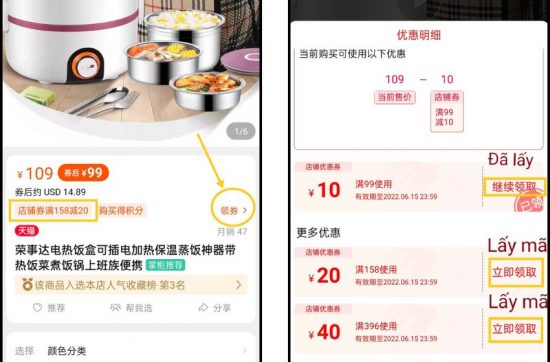 1/6
¥109 券后¥99
券后约 USD 14.89
店铺券满158减20 购买得积分 领券 >
天猫 月销 47
荣事达电热饭盒可插电加热保温蒸饭神器带
热饭菜煮饭锅上班族便携 掌柜推荐
该商品入选本店人气收藏榜·第3名
推荐 帮我选 分享
选择 颜色分类
优惠明细
当前购买可使用以下优惠
109 − 10
当前售价 店铺券
满99
减10
Đã lấy
店铺优惠券
¥10 满99使用 继续领取
有效期至2022.06.15 23:59
已领
更多优惠
Lấy mã
店铺优惠券
¥20 满158使用 立即领取
有效期至2022.06.15 23:59
Lấy mã
店铺优惠券
¥40 满396使用 立即领取
有效期至2022.06.15 23:59